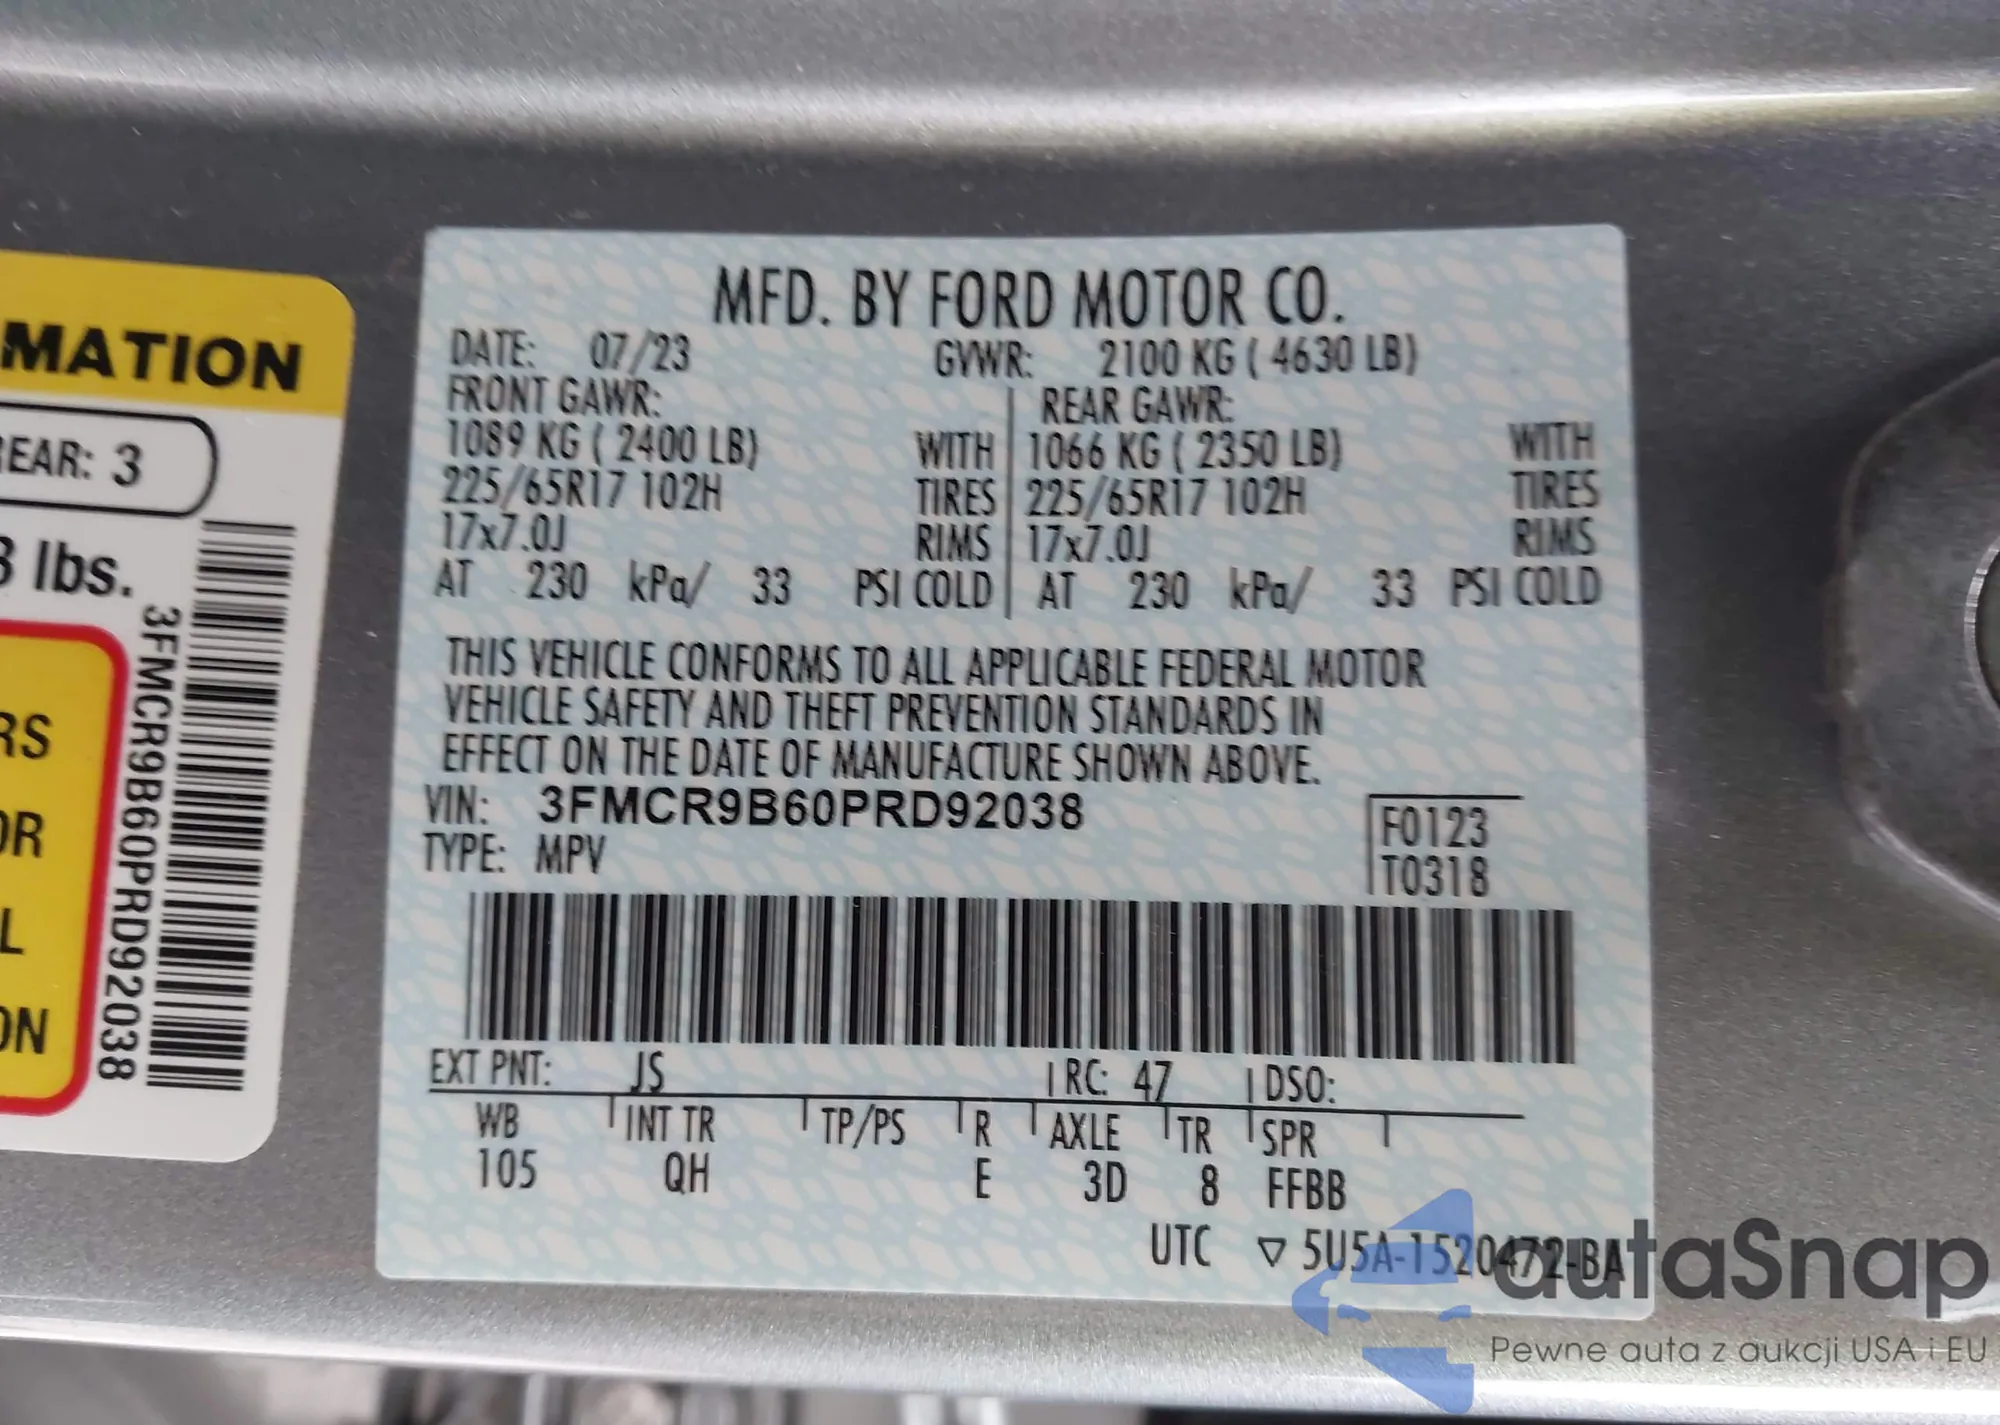 MATION
REAR: 3
lbs.
RS
OR
L
ON
3FMCR9B60PRD92038
MFD. BY FORD MOTOR CO.
DATE: 07/23 GVWR: 2100 KG ( 4630 LB)
FRONT GAWR: REAR GAWR:
1089 KG ( 2400 LB) WITH 1066 KG ( 2350 LB) WITH
225/65R17 102H TIRES 225/65R17 102H TIRES
17x7.0J RIMS 17x7.0J RIMS
AT 230 kPa/ 33 PSI COLD AT 230 kPa/ 33 PSI COLD
THIS VEHICLE CONFORMS TO ALL APPLICABLE FEDERAL MOTOR
VEHICLE SAFETY AND THEFT PREVENTION STANDARDS IN
EFFECT ON THE DATE OF MANUFACTURE SHOWN ABOVE.
VIN: 3FMCR9B60PRD92038 F0123
TYPE: MPV T0318
EXT PNT: JS RC: 47 DSO:
WB INT TR TP/PS R AXLE TR SPR
105 QH E 3D 8 FFBB
UTC ▽ 5U5A-1520472-BA
autaSnap
Pewne auta z aukcji USA i EU